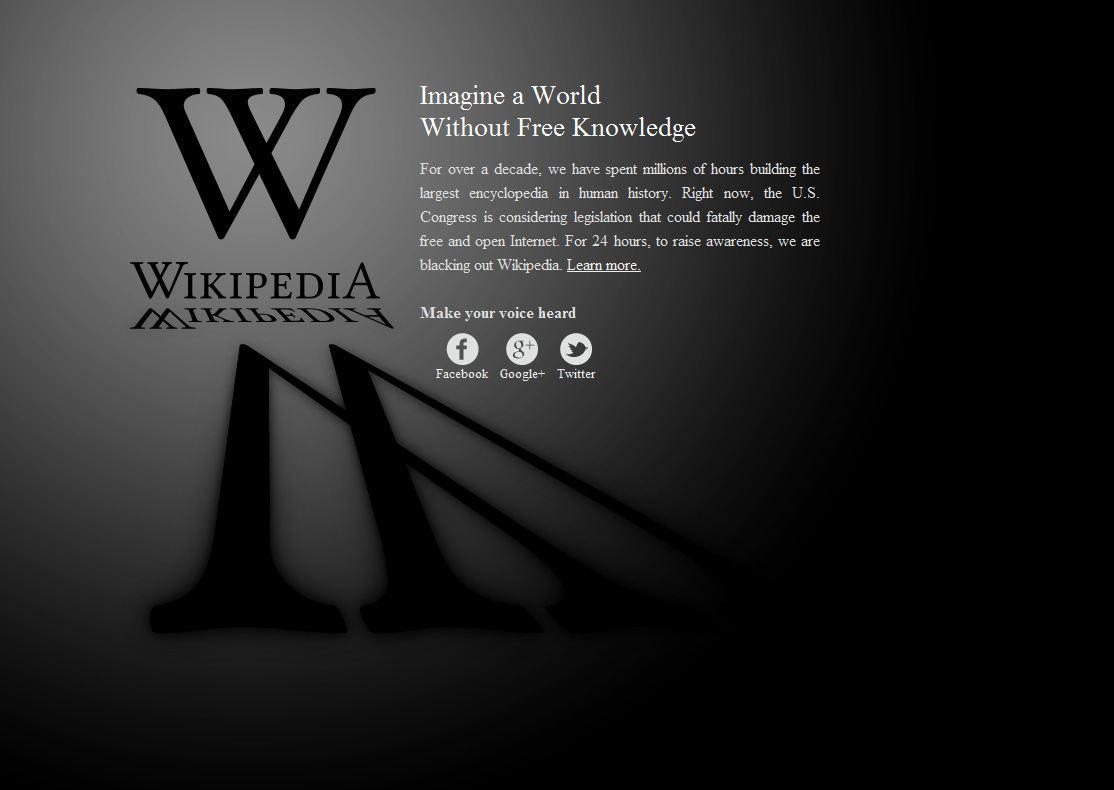 W
WIKIPEDIA
Imagine a World
Without Free Knowledge
For over a decade, we have spent millions of hours building the
largest encyclopedia in human history. Right now, the U.S.
Congress is considering legislation that could fatally damage the
free and open Internet. For 24 hours, to raise awareness, we are
blacking out Wikipedia. Learn more.
Make your voice heard
f g+
Facebook Google+ Twitter